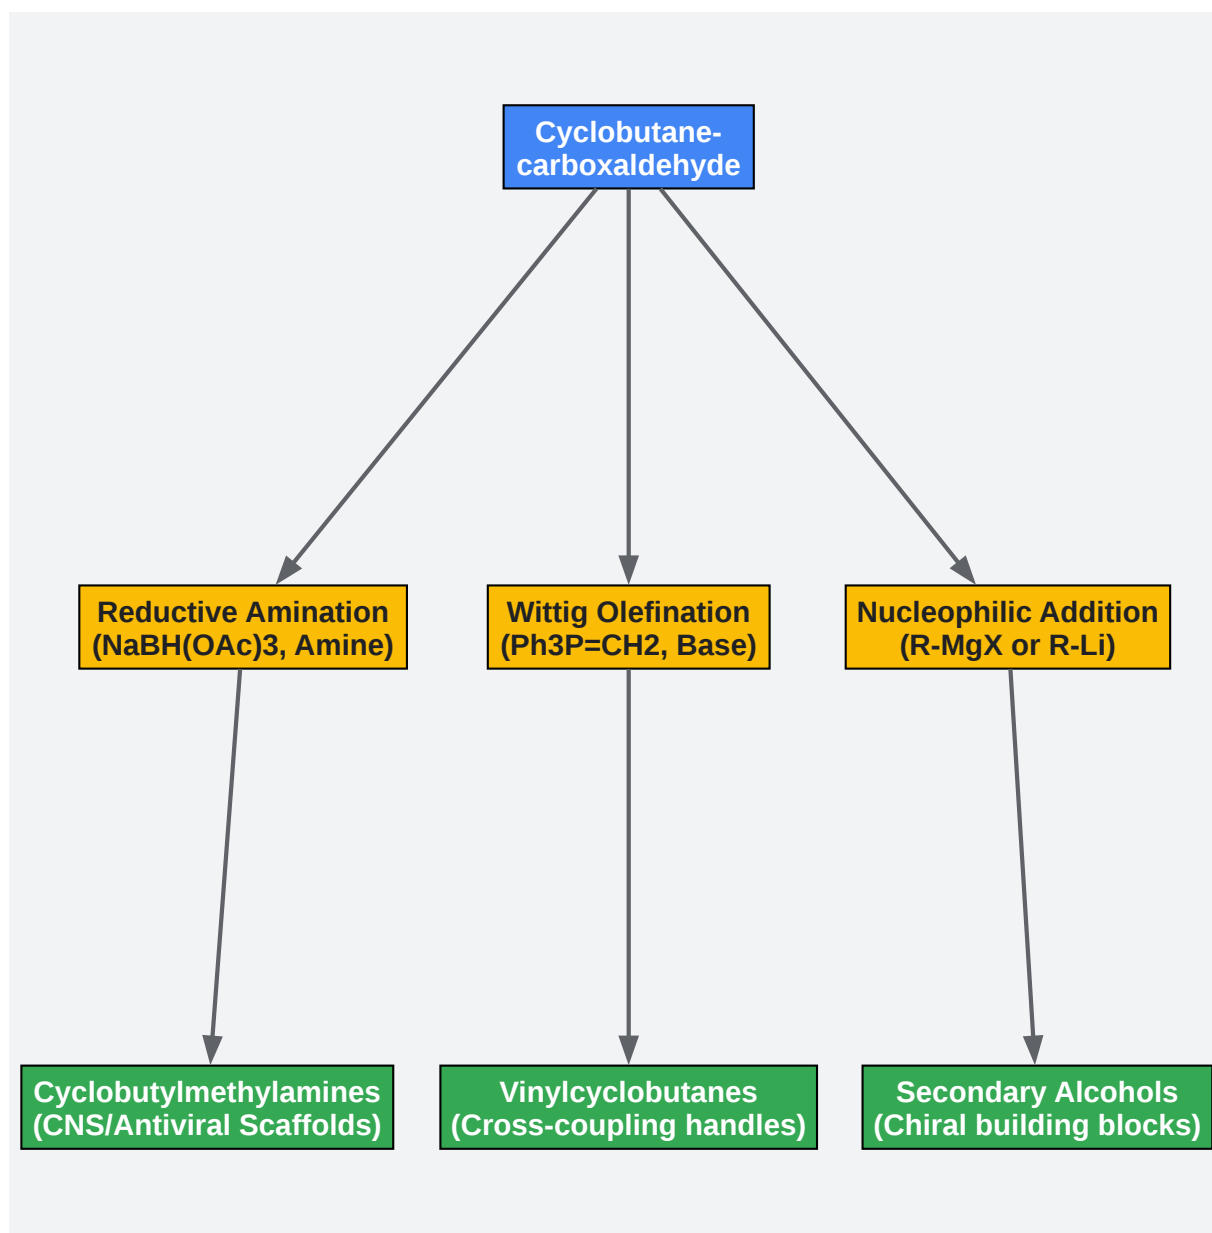 Cyclobutane-
carboxaldehyde
Reductive Amination
(NaBH(OAc)3, Amine)
Wittig Olefination
(Ph3P=CH2, Base)
Nucleophilic Addition
(R-MgX or R-Li)
Cyclobutylmethylamines
(CNS/Antiviral Scaffolds)
Vinylcyclobutanes
(Cross-coupling handles)
Secondary Alcohols
(Chiral building blocks)